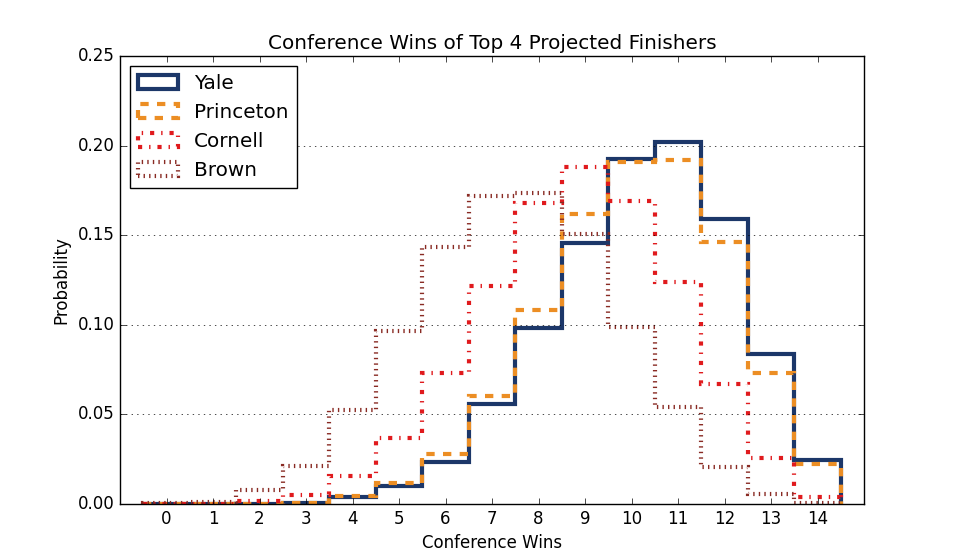 Conference Wins of Top 4 Projected Finishers
0.25
0.20
0.15
0.10
0.05
0.00
Probability
Yale
Princeton
Cornell
Brown
0 1 2 3 4 5 6 7 8 9 10 11 12 13 14
Conference Wins